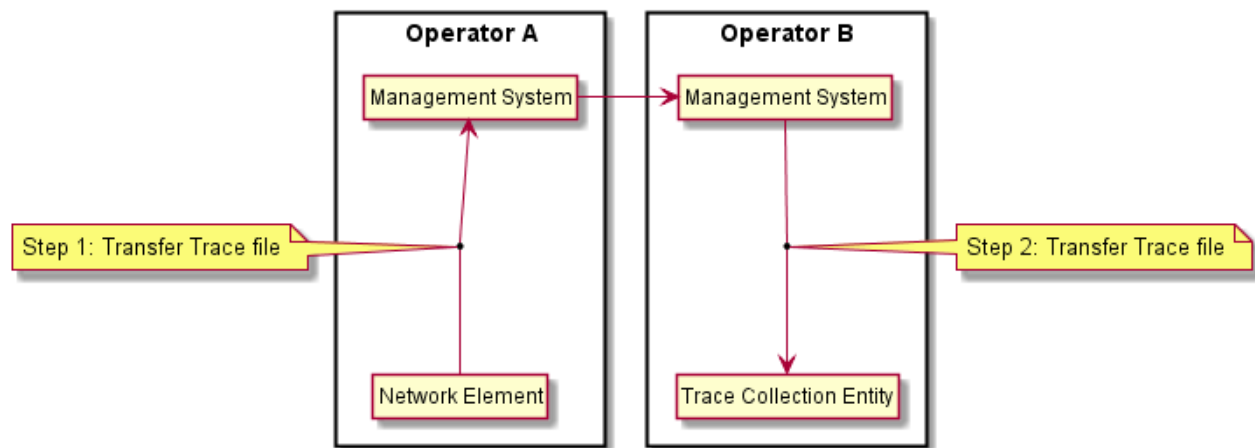 Operator A
Operator B
Management System
Management System
Step 1: Transfer Trace file
Step 2: Transfer Trace file
Network Element
Trace Collection Entity